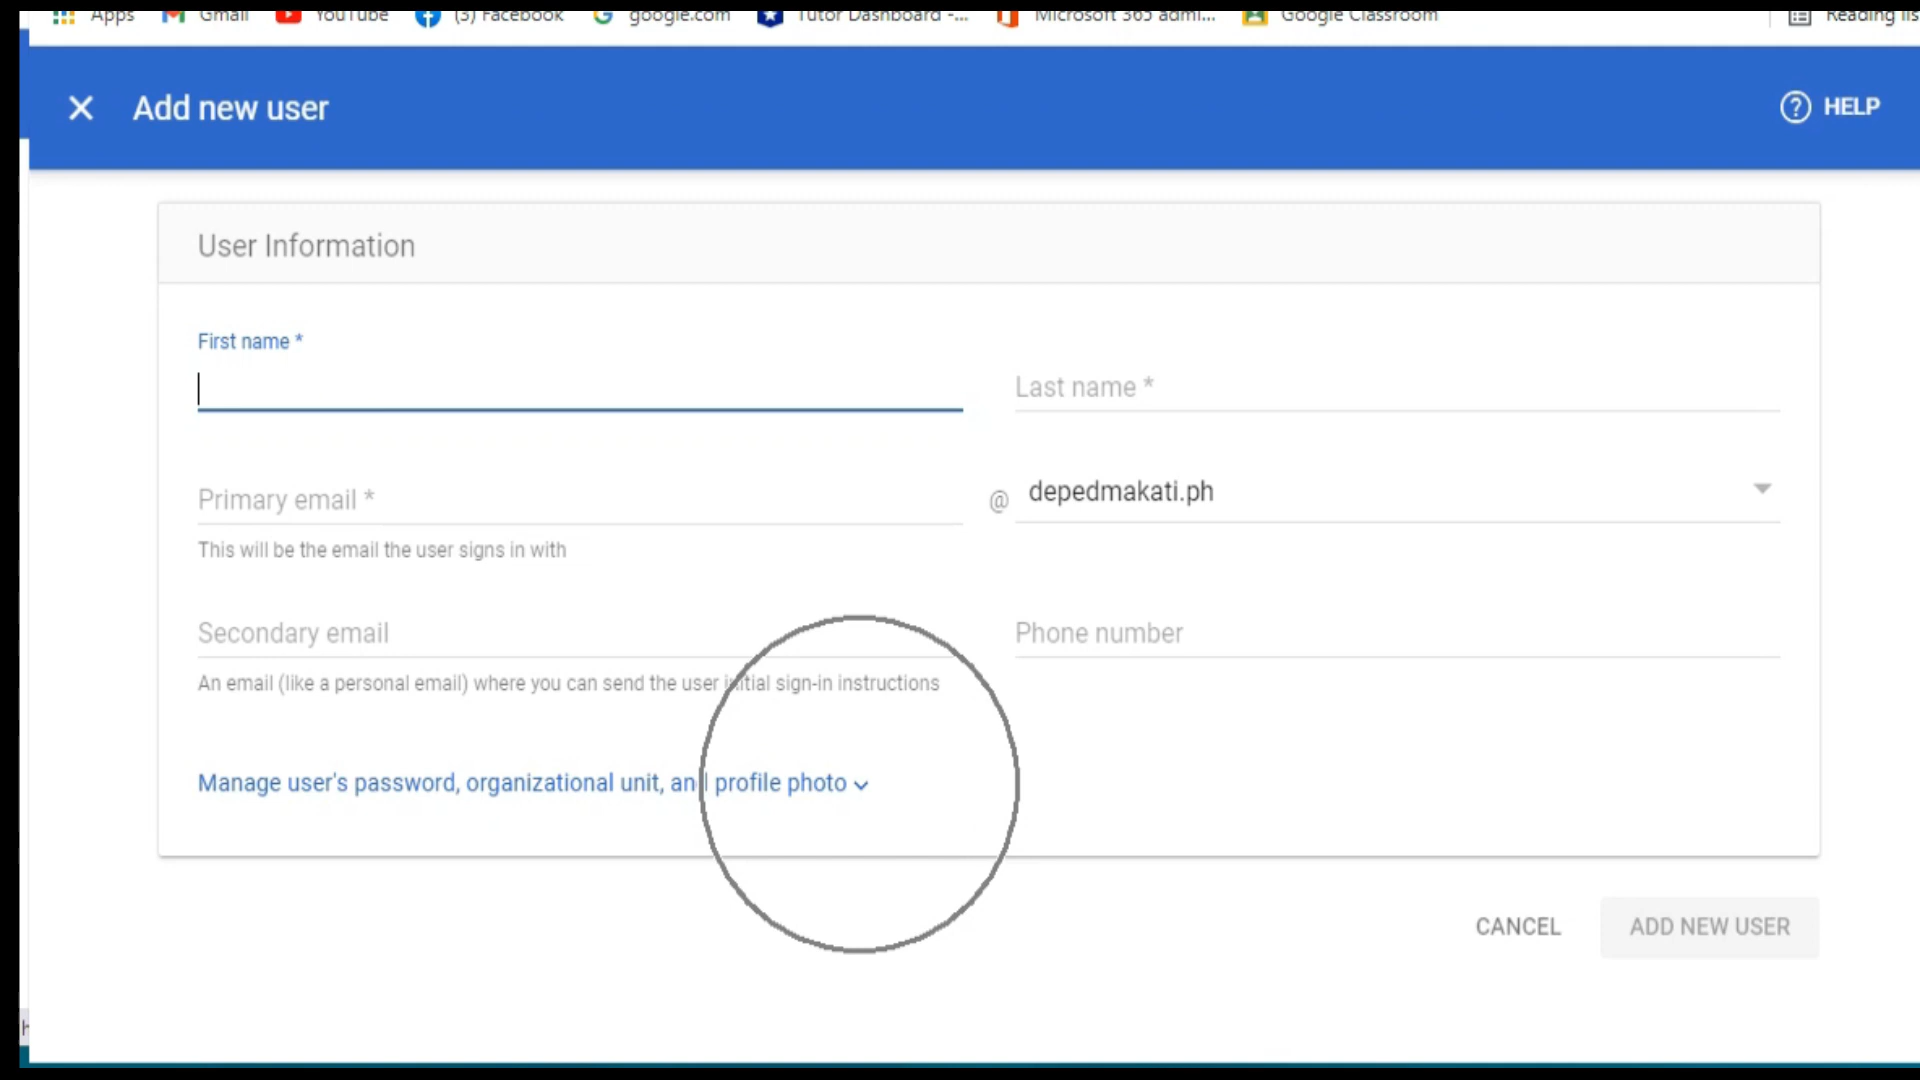 Apps Gmail YouTube (3) Facebook google.com Tutor Dashboard -... Microsoft 365 admi... Google Classroom Reading lis
Add new user
HELP
User Information
First name *
Last name *
Primary email *
@ depedmakati.ph
This will be the email the user signs in with
Secondary email
Phone number
An email (like a personal email) where you can send the user initial sign-in instructions
Manage user's password, organizational unit, and profile photo
CANCEL
ADD NEW USER